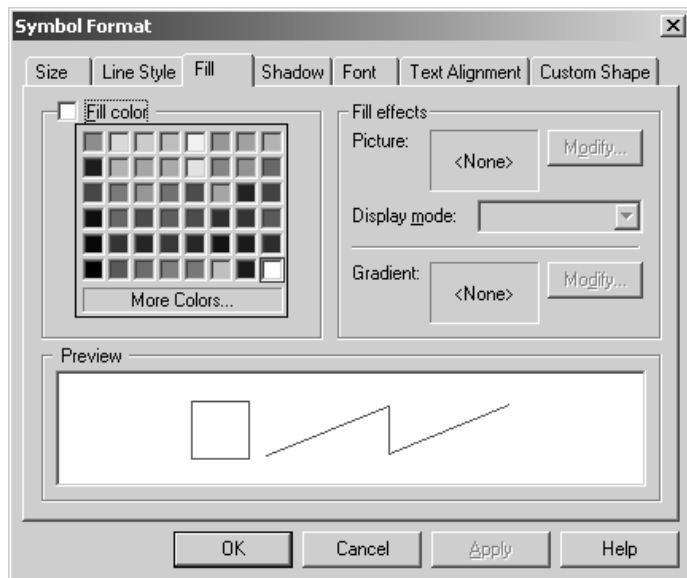 Symbol Format
Size Line Style Fill Shadow Font Text Alignment Custom Shape
Fill color
More Colors...
Fill effects
Picture: <None> Modify...
Display mode:
Gradient: <None> Modify...
Preview
OK Cancel Apply Help